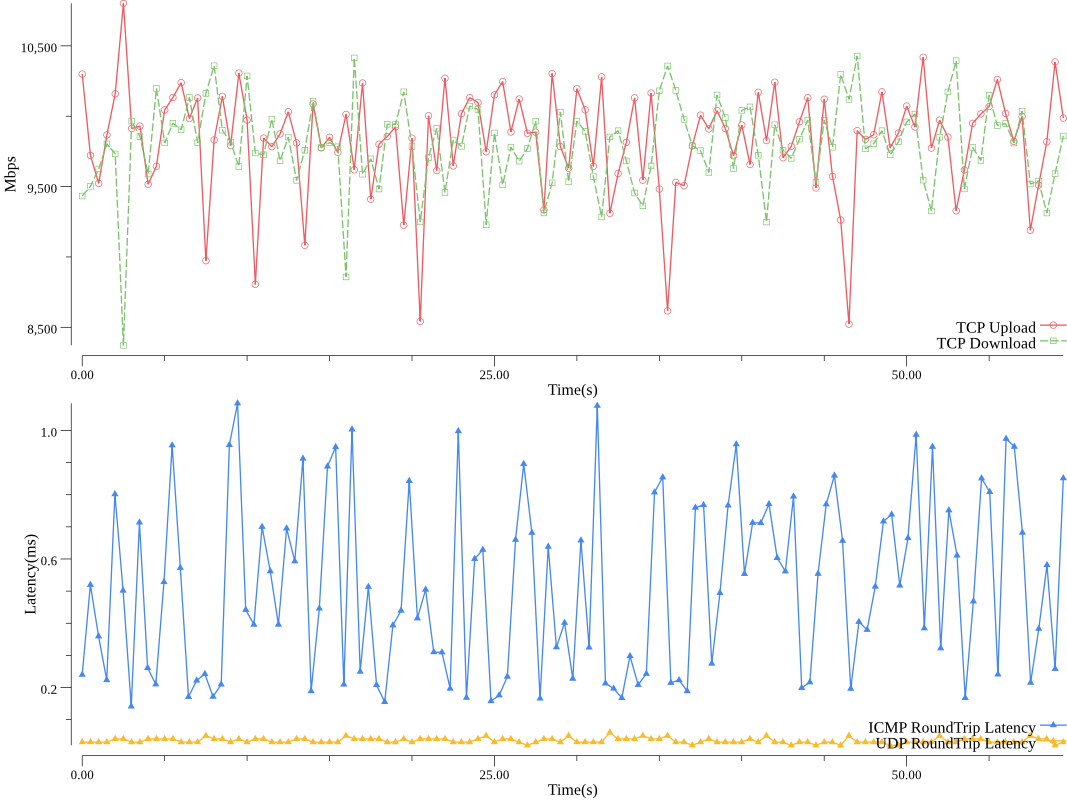 10,500
Mbps
9,500
8,500
TCP Upload
TCP Download
0.00 25.00 50.00
Time(s)
1.0
Latency(ms)
0.6
0.2
ICMP RoundTrip Latency
UDP RoundTrip Latency
0.00 25.00 50.00
Time(s)